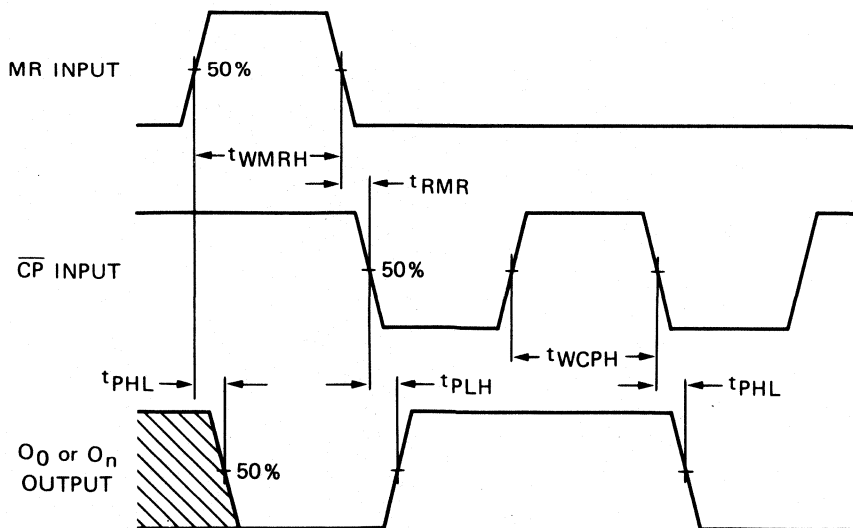 MR INPUT
50%
tWMRH
tRMR
CP INPUT
50%
tWCPH
tPHL
tPLH
tPHL
O0 or On
OUTPUT
50%